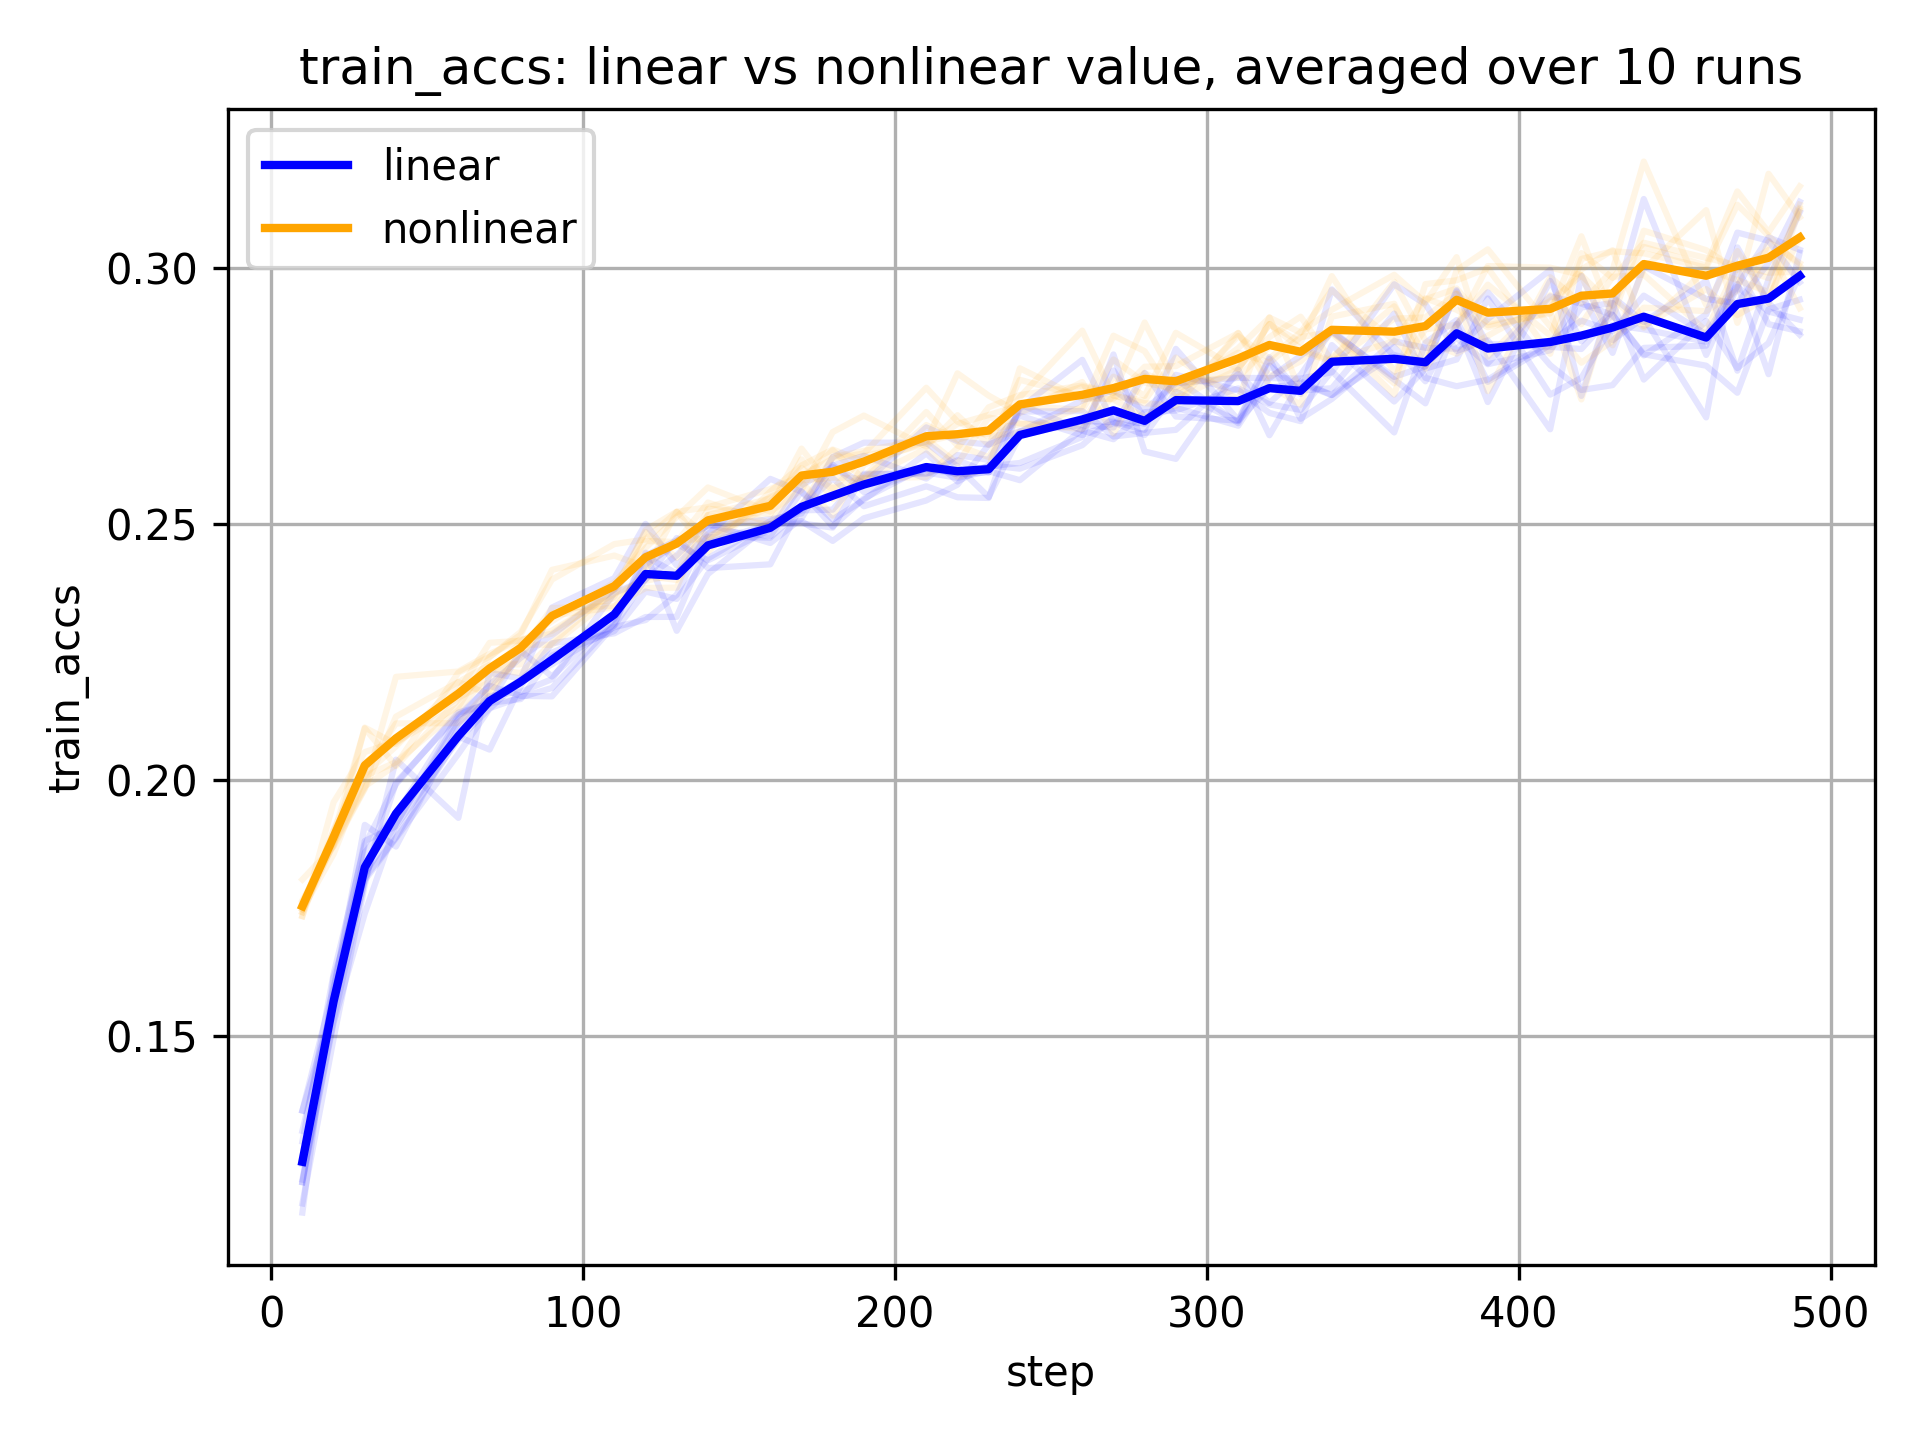 train_accs: linear vs nonlinear value, averaged over 10 runs
linear
nonlinear
0.30
0.25
0.20
0.15
train_accs
0 100 200 300 400 500
step